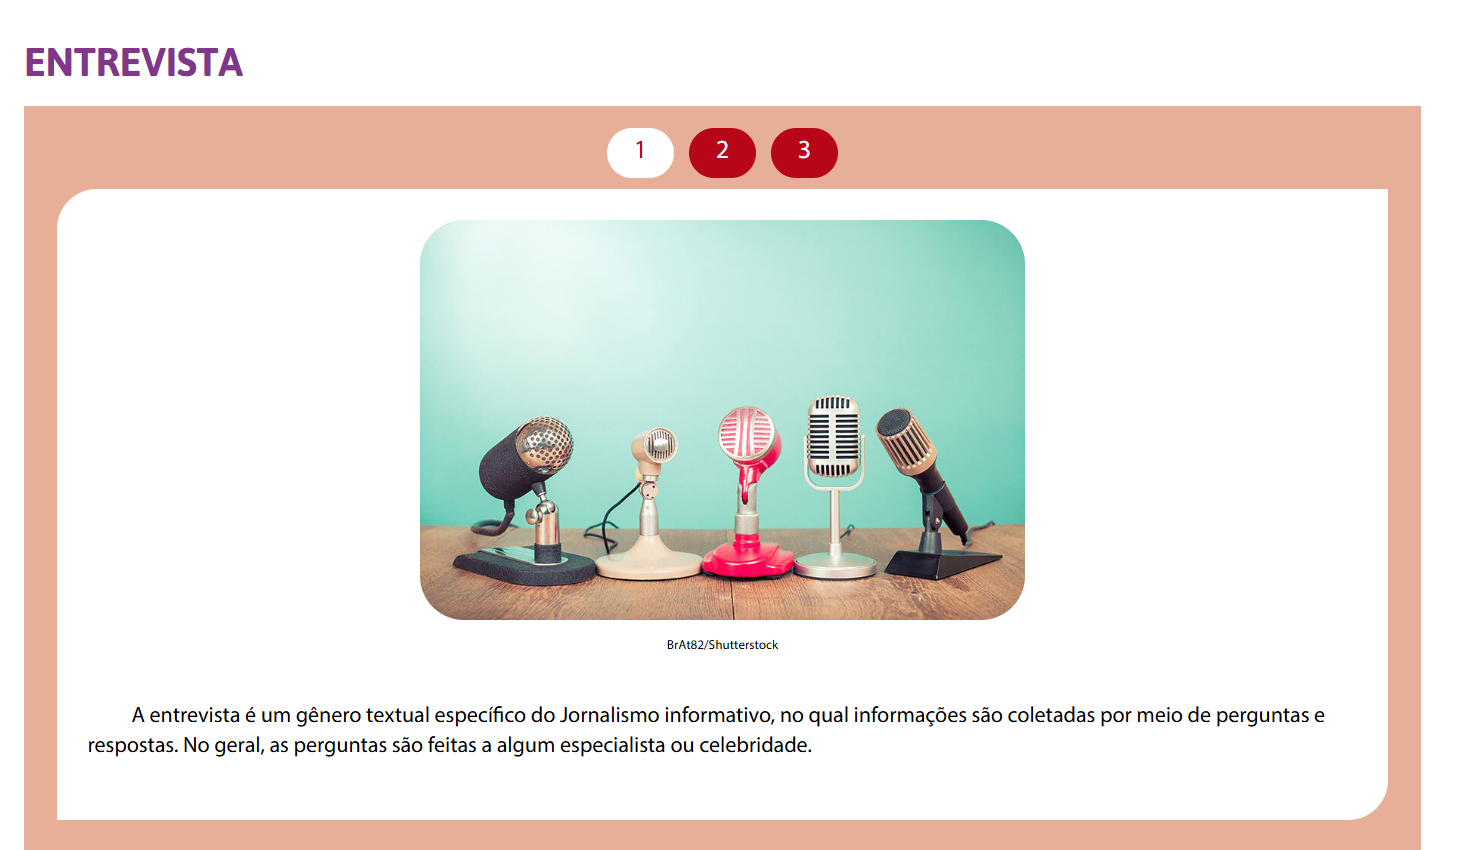 ENTREVISTA
1 2 3
BrAt82/Shutterstock
A entrevista é um gênero textual específico do Jornalismo informativo, no qual informações são coletadas por meio de perguntas e
respostas. No geral, as perguntas são feitas a algum especialista ou celebridade.